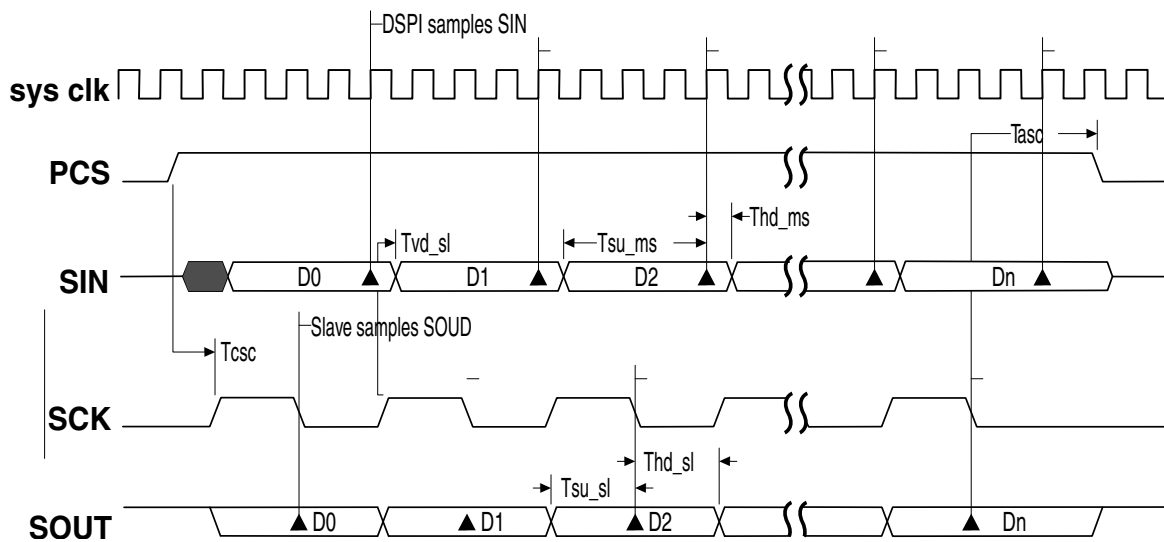 DSPI samples SIN
sys clk
Tasc
PCS
Thd_ms
Tvd_sl
Tsu_ms
SIN
D0
D1
D2
Dn
Slave samples SOUD
Tcsc
SCK
Thd_sl
Tsu_sl
SOUT
D0
D1
D2
Dn